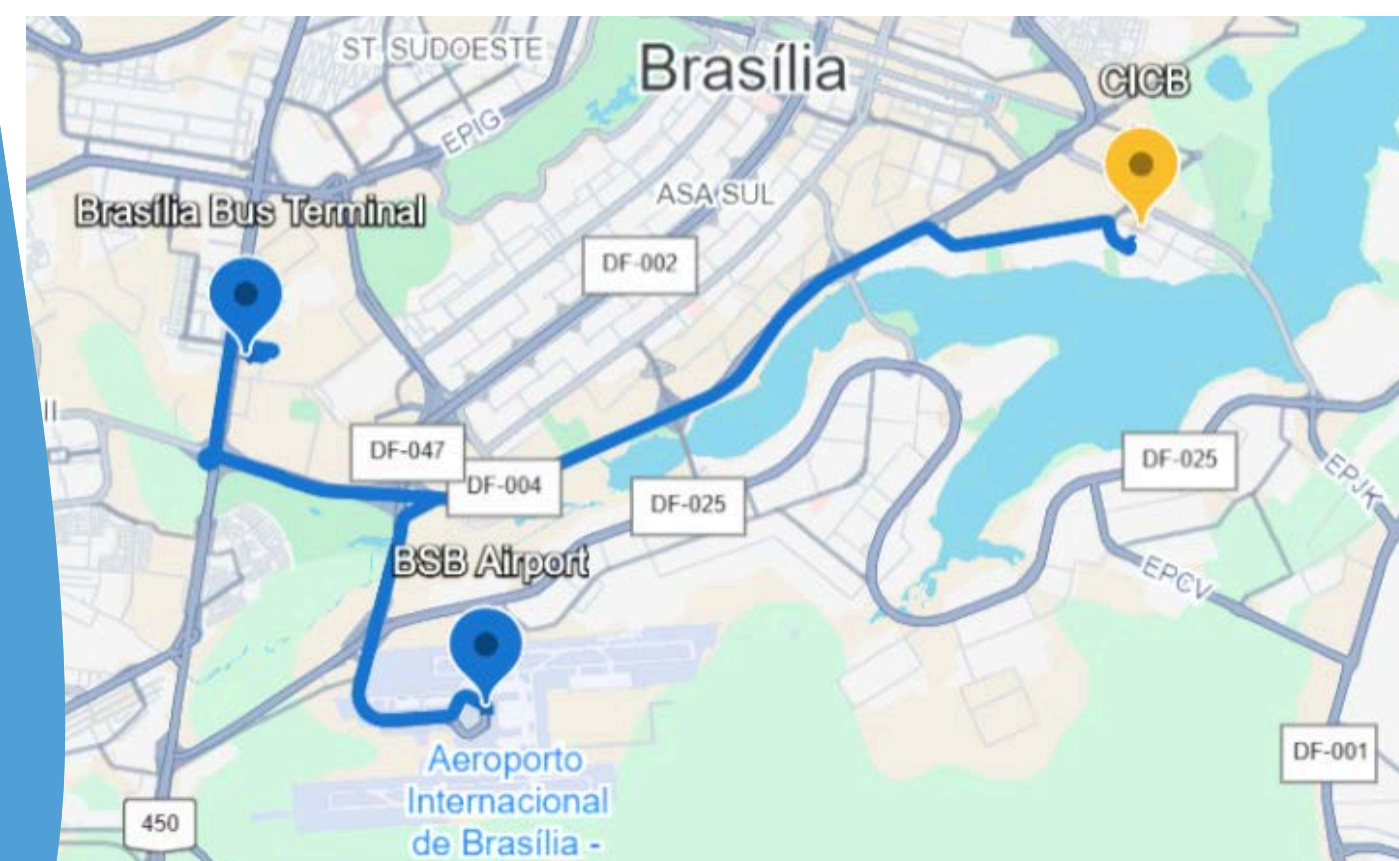 ST. SUDOESTE
Brasília
CICB
EPIG
ASA SUL
Brasília Bus Terminal
DF-002
II
DF-047
DF-004
DF-025
DF-025
EPJK
BSB Airport
EPCV
Aeroporto
Internacional
de Brasília -
DF-001
450